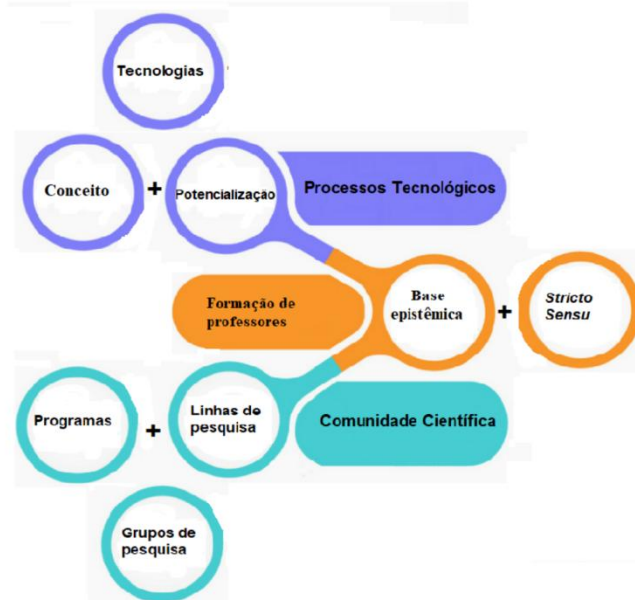 Tecnologias
Conceito
+
Potencialização
Processos Tecnológicos
Formação de
professores
Base
epistêmica
+
Stricto
Sensu
Programas
+
Linhas de
pesquisa
Comunidade Científica
Grupos de
pesquisa